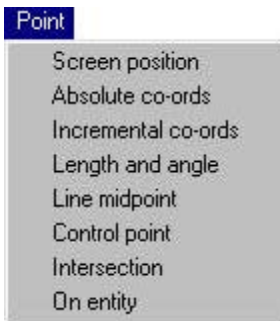 Point
Screen position
Absolute co-ords
Incremental co-ords
Length and angle
Line midpoint
Control point
Intersection
On entity